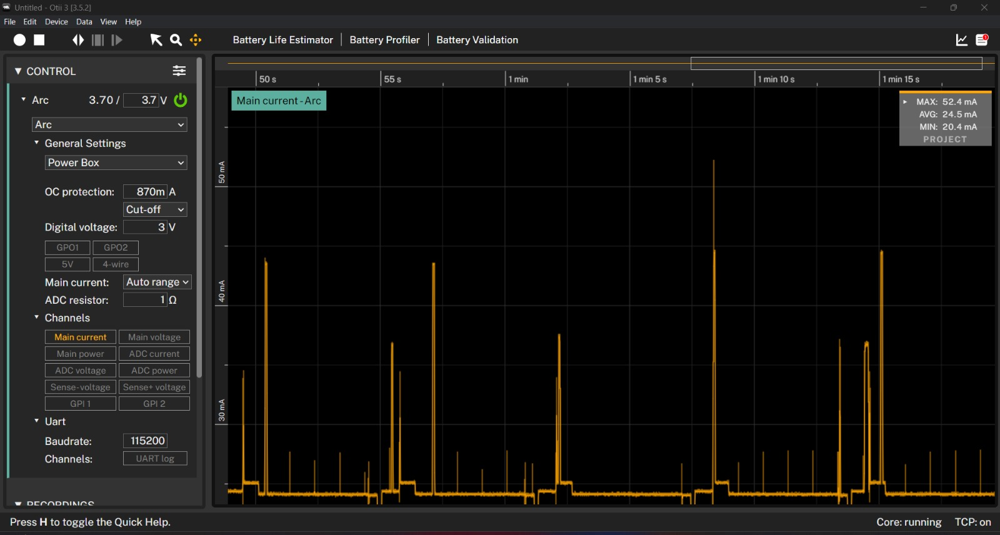 Untitled - Otii 3 [3.5.2]
File Edit Device Data View Help
Battery Life Estimator | Battery Profiler | Battery Validation
1
CONTROL
Arc 3.70 / 3.7 V
Arc
General Settings
Power Box
OC protection: 870m A
Cut-off
Digital voltage: 3 V
GPO1 GPO2
5V 4-wire
Main current: Auto range
ADC resistor: 1 Ω
Channels
Main current Main voltage
Main power ADC current
ADC voltage ADC power
Sense-voltage Sense+ voltage
GPI 1 GPI 2
Uart
Baudrate: 115200
Channels: UART log
RECORDINGS
50 s 55 s 1 min 1 min 5 s 1 min 10 s 1 min 15 s
Main current - Arc
MAX: 52.4 mA
AVG: 24.5 mA
MIN: 20.4 mA
PROJECT
50 mA
40 mA
30 mA
Press H to toggle the Quick Help.
Core: running TCP: on